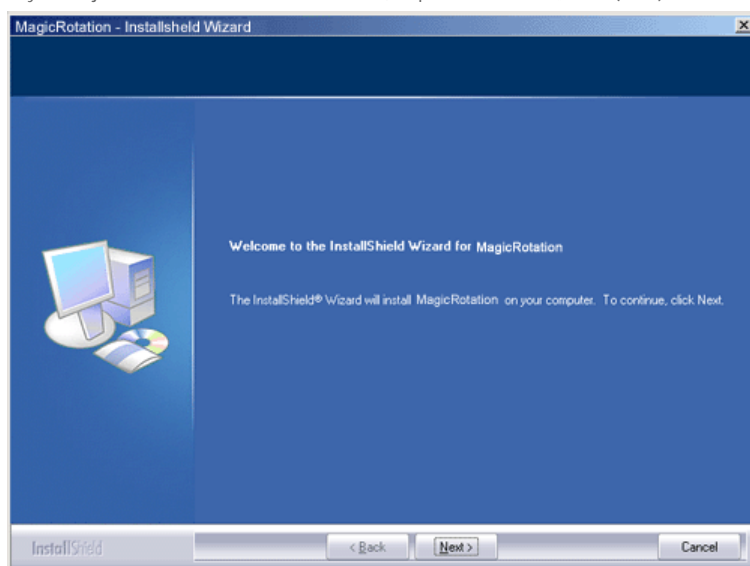 MagicRotation - Installsheld Wizard
Welcome to the InstallShield Wizard for MagicRotation
The InstallShield® Wizard will install MagicRotation on your computer. To continue, click Next.
InstallShield
< Back
Next >
Cancel